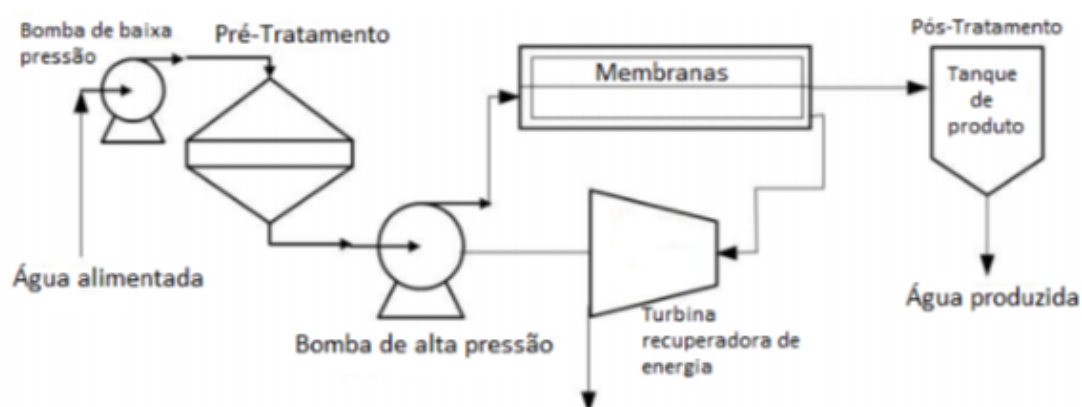 Bomba de baixa
pressão
Pré-Tratamento
Pós-Tratamento
Membranas
Tanque
de
produto
Água alimentada
Bomba de alta pressão
Turbina
recuperadora de
energia
Água produzida